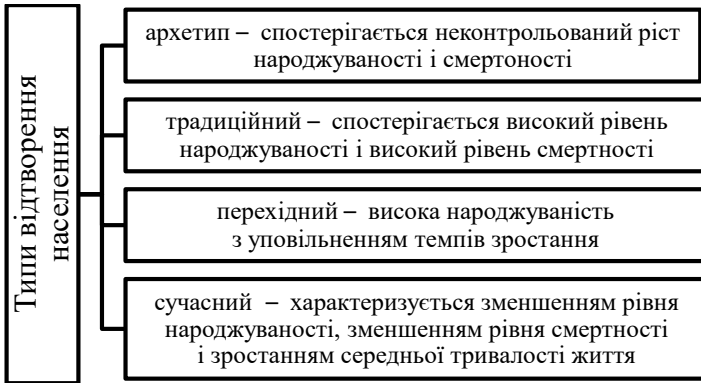 Типи відтворення
населення
архетип – спостерігається неконтрольований ріст
народжуваності і смертоності
традиційний – спостерігається високий рівень
народжуваності і високий рівень смертності
перехідний – висока народжуваність
з уповільненням темпів зростання
сучасний – характеризується зменшенням рівня
народжуваності, зменшенням рівня смертності
і зростанням середньої тривалості життя